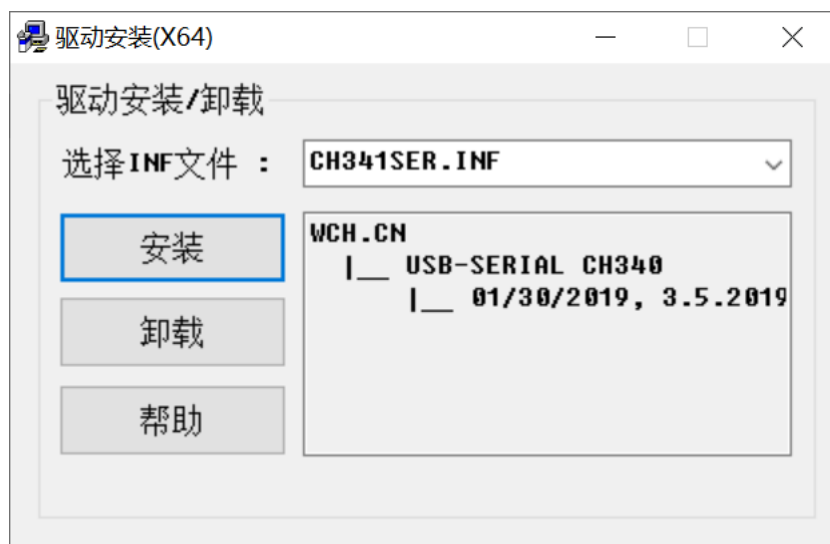 驱动安装(X64)
驱动安装/卸载
选择INF文件 : CH341SER.INF
安装
卸载
帮助
WCH.CN
|__ USB-SERIAL CH340
|__ 01/30/2019, 3.5.2019